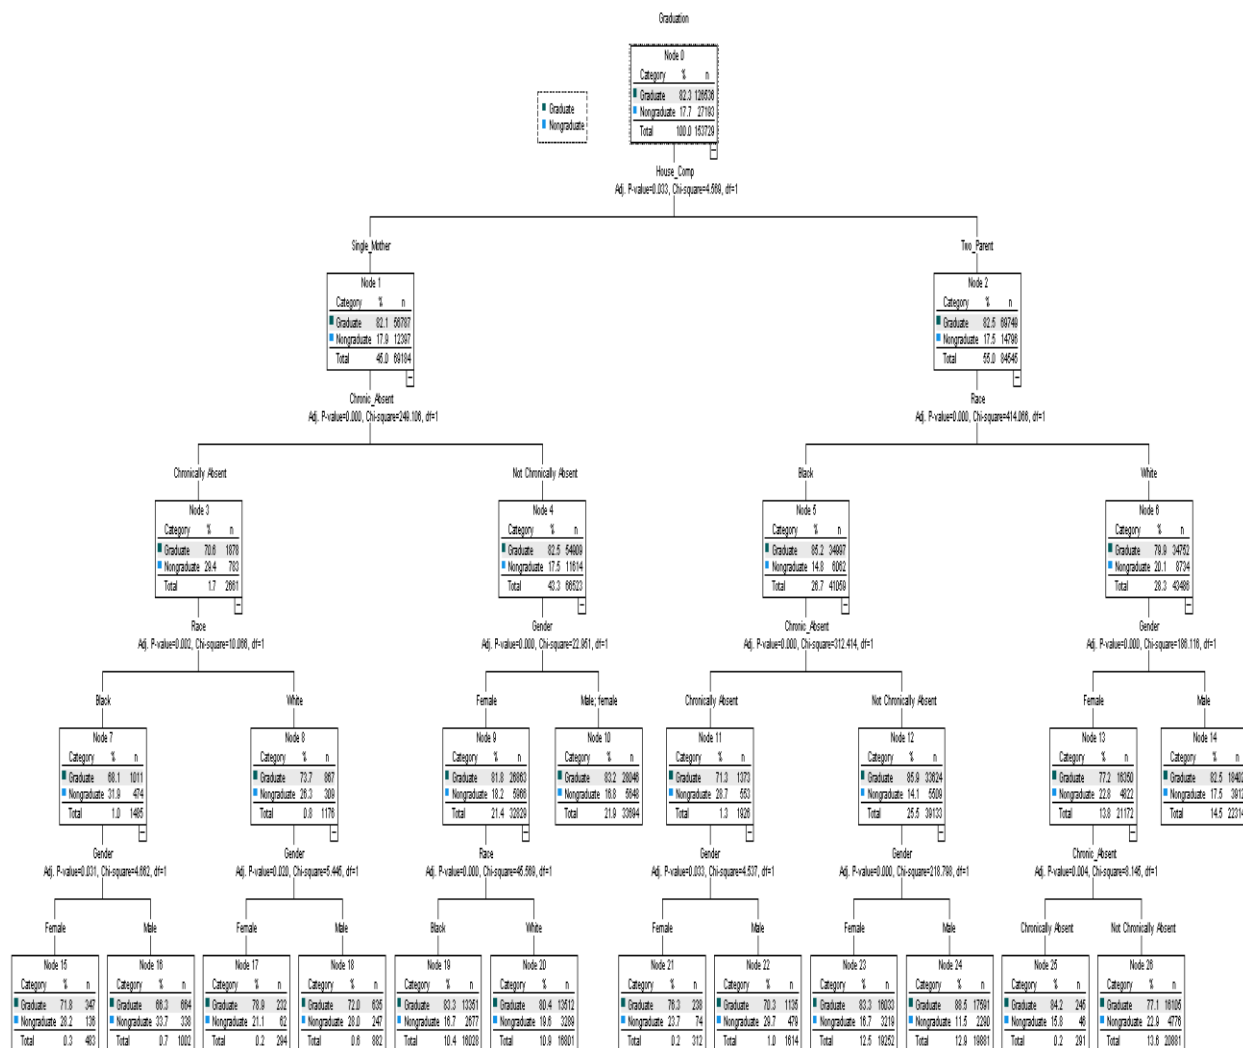 Graduation
Node 0
Category % n
Graduate 82.3 126536
Nongraduate 17.7 27193
Total 100.0 153729
Graduate
Nongraduate
House_Comp
Adj. P-value=0.033, Chi-square=4.569, df=1
Single_Mother
Two_Parent
Node 1
Category % n
Graduate 82.1 56787
Nongraduate 17.9 12397
Total 45.0 69184
Node 2
Category % n
Graduate 82.5 69749
Nongraduate 17.5 14796
Total 55.0 84545
Chronic_Absent
Adj. P-value=0.000, Chi-square=249.106, df=1
Race
Adj. P-value=0.000, Chi-square=414.066, df=1
Chronically Absent
Not Chronically Absent
Black
White
Node 3
Category % n
Graduate 70.6 1878
Nongraduate 29.4 783
Total 1.7 2661
Node 4
Category % n
Graduate 82.5 54909
Nongraduate 17.5 11614
Total 43.3 66523
Node 5
Category % n
Graduate 85.2 34997
Nongraduate 14.8 6062
Total 26.7 41059
Node 6
Category % n
Graduate 79.9 34752
Nongraduate 20.1 8734
Total 28.3 43486
Race
Adj. P-value=0.002, Chi-square=10.066, df=1
Gender
Adj. P-value=0.000, Chi-square=22.951, df=1
Chronic_Absent
Adj. P-value=0.000, Chi-square=312.414, df=1
Gender
Adj. P-value=0.000, Chi-square=186.116, df=1
Black
White
Female
Male; female
Chronically Absent
Not Chronically Absent
Female
Male
Node 7
Category % n
Graduate 68.1 1011
Nongraduate 31.9 474
Total 1.0 1485
Node 8
Category % n
Graduate 73.7 867
Nongraduate 26.3 309
Total 0.8 1176
Node 9
Category % n
Graduate 81.8 26863
Nongraduate 18.2 5966
Total 21.4 32829
Node 10
Category % n
Graduate 83.2 28046
Nongraduate 16.8 5648
Total 21.9 33694
Node 11
Category % n
Graduate 71.3 1373
Nongraduate 28.7 553
Total 1.3 1926
Node 12
Category % n
Graduate 85.9 33624
Nongraduate 14.1 5509
Total 25.5 39133
Node 13
Category % n
Graduate 77.2 16350
Nongraduate 22.8 4822
Total 13.8 21172
Node 14
Category % n
Graduate 82.5 18402
Nongraduate 17.5 3912
Total 14.5 22314
Gender
Adj. P-value=0.031, Chi-square=4.662, df=1
Gender
Adj. P-value=0.020, Chi-square=5.445, df=1
Race
Adj. P-value=0.000, Chi-square=45.569, df=1
Gender
Adj. P-value=0.033, Chi-square=4.537, df=1
Gender
Adj. P-value=0.000, Chi-square=218.798, df=1
Chronic_Absent
Adj. P-value=0.004, Chi-square=8.145, df=1
Female
Male
Female
Male
Black
White
Female
Male
Female
Male
Chronically Absent
Not Chronically Absent
Node 15
Category % n
Graduate 71.8 347
Nongraduate 28.2 136
Total 0.3 483
Node 16
Category % n
Graduate 66.3 664
Nongraduate 33.7 338
Total 0.7 1002
Node 17
Category % n
Graduate 78.9 232
Nongraduate 21.1 62
Total 0.2 294
Node 18
Category % n
Graduate 72.0 635
Nongraduate 28.0 247
Total 0.6 882
Node 19
Category % n
Graduate 83.3 13351
Nongraduate 16.7 2677
Total 10.4 16028
Node 20
Category % n
Graduate 80.4 13512
Nongraduate 19.6 3289
Total 10.9 16801
Node 21
Category % n
Graduate 76.3 238
Nongraduate 23.7 74
Total 0.2 312
Node 22
Category % n
Graduate 70.3 1135
Nongraduate 29.7 479
Total 1.0 1614
Node 23
Category % n
Graduate 83.3 16033
Nongraduate 16.7 3219
Total 12.5 19252
Node 24
Category % n
Graduate 88.5 17591
Nongraduate 11.5 2290
Total 12.9 19881
Node 25
Category % n
Graduate 84.2 245
Nongraduate 15.8 46
Total 0.2 291
Node 26
Category % n
Graduate 77.1 16105
Nongraduate 22.9 4776
Total 13.6 20881